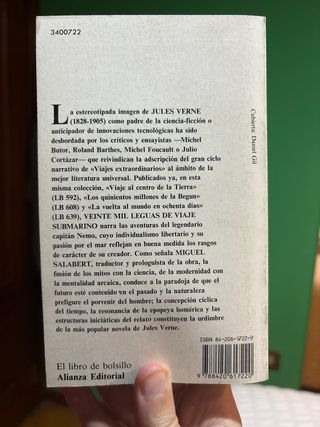 3400722
La estereotipada imagen de JULES VERNE
(1828-1905) como padre de la ciencia-ficción o
anticipador de innovaciones tecnológicas ha sido
desbordada por los críticos y ensayistas —Michel
Butor, Roland Barthes, Michel Foucault o Julio
Cortázar— que reivindican la adscripción del gran ciclo
narrativo de «Viajes extraordinarios» al ámbito de la
mejor literatura universal. Publicados ya, en esta
misma colección, «Viaje al centro de la Tierra»
(LB 592), «Los quinientos millones de la Begun»
(LB 608) y «La vuelta al mundo en ochenta días»
(LB 639), VEINTE MIL LEGUAS DE VIAJE
SUBMARINO narra las aventuras del legendario
capitán Nemo, cuyo individualismo libertario y su
pasión por el mar reflejan en buena medida los rasgos
de carácter de su creador. Como señala MIGUEL
SALABERT, traductor y prologuista de la obra, la
fusión de los mitos con la ciencia, de la modernidad con
la mentalidad arcaica, conduce a la paradoja de que el
futuro esté contenido en el pasado y la naturaleza
prefigure el porvenir del hombre; la concepción cíclica
del tiempo, la resonancia de la epopeya homérica y las
estructuras iniciáticas del relato constituyen la urdimbre
de la más popular novela de Jules Verne.
Cubierta: Daniel Gil
ISBN 84-206-1722-9
9 788420 617220
El libro de bolsillo
Alianza Editorial